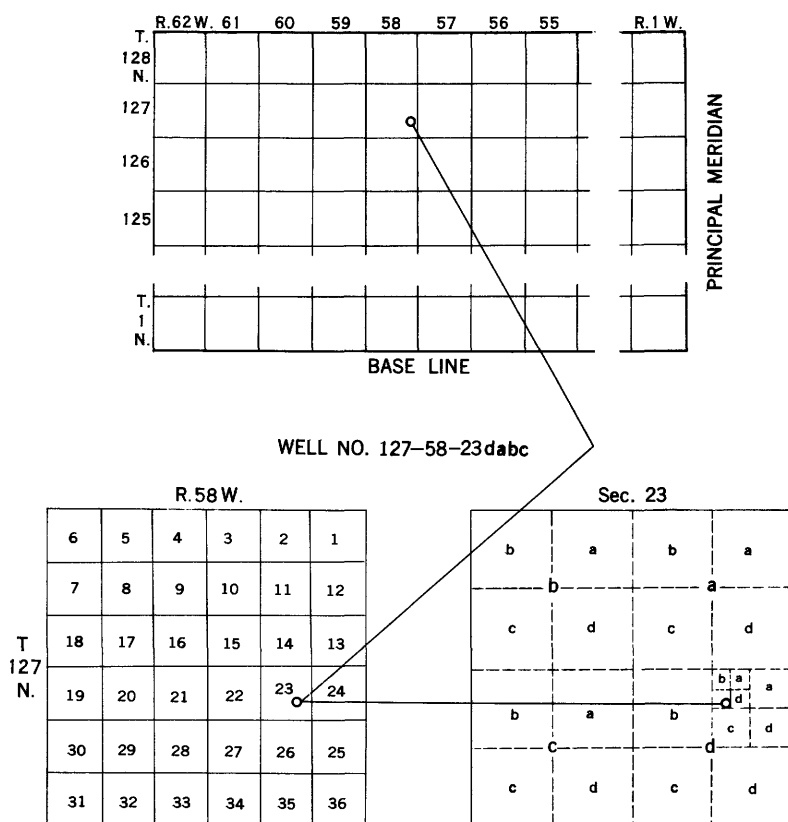 R.62W. 61 60 59 58 57 56 55 R.1W.
T.
128
N.
127
126
125
T.
1
N.
PRINCIPAL MERIDIAN
BASE LINE
WELL NO. 127-58-23dabc
R.58W.
6 5 4 3 2 1
7 8 9 10 11 12
18 17 16 15 14 13
19 20 21 22 23 24
30 29 28 27 26 25
31 32 33 34 35 36
T
127
N.
Sec. 23
b a b a
b a
c d c d
b a a
d
b a b
c d
c d
c d c d